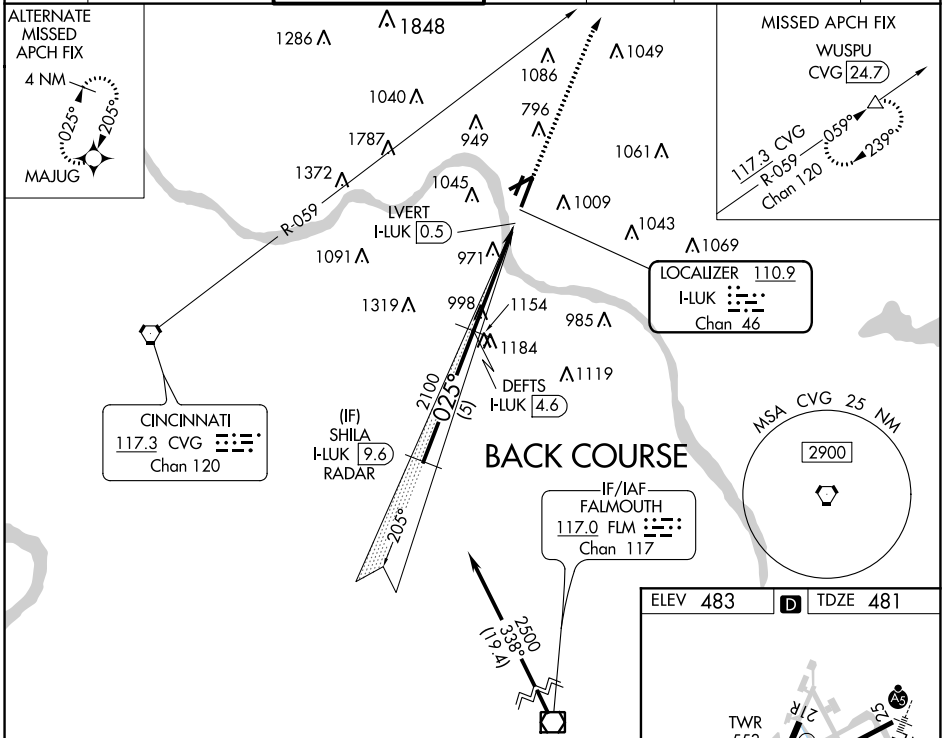 ALTERNATE
MISSED
APCH FIX
4 NM
025°
205°
MAJUG
1286
1848
1040
1787
949
1086
1049
796
1061
1372
1045
1009
1043
1069
R-059
LVERT
I-LUK 0.5
1091
971
1319
998
1154
985
1184
1119
MISSED APCH FIX
WUSPU
CVG 24.7
117.3 CVG
R-059
Chan 120
059°
239°
LOCALIZER 110.9
I-LUK
Chan 46
DEFTS
I-LUK 4.6
2100
025°
(5)
(IF)
SHILA
I-LUK 9.6
RADAR
205°
CINCINNATI
117.3 CVG
Chan 120
BACK COURSE
MSA CVG 25 NM
2900
IF/IAF
FALMOUTH
117.0 FLM
Chan 117
2500
338°
(19.4)
ELEV 483
D
TDZE 481
TWR
21R
25
A5